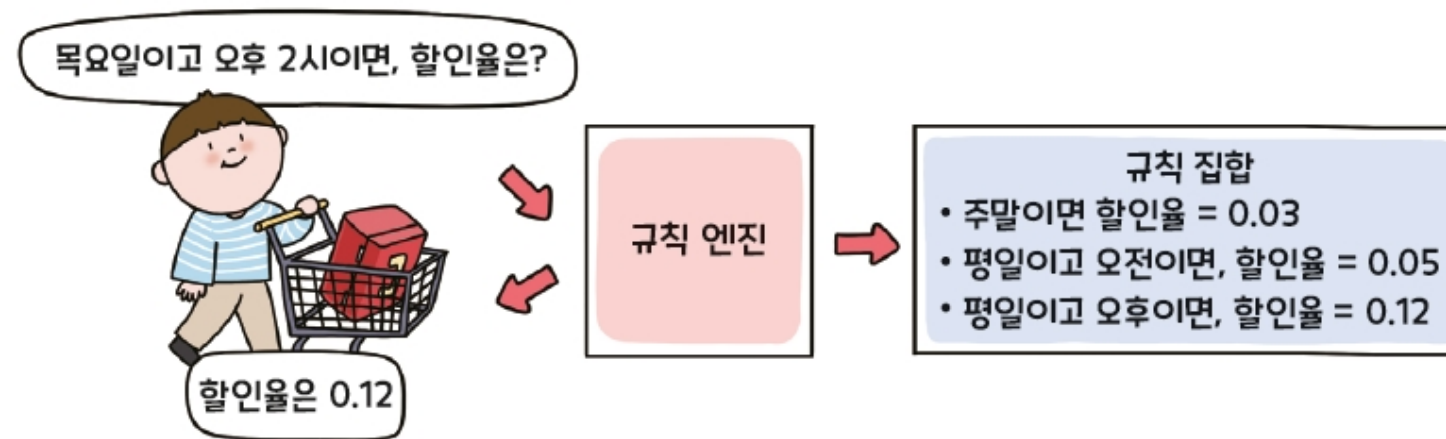 목요일이고 오후 2시이면, 할인율은?
규칙 엔진
규칙 집합
• 주말이면 할인율 = 0.03
• 평일이고 오전이면, 할인율 = 0.05
• 평일이고 오후이면, 할인율 = 0.12
할인율은 0.12